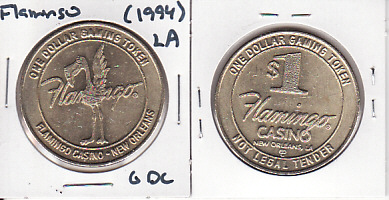 Flamingo (1994)
LA
ONE DOLLAR GAMING TOKEN
Flamingo
FLAMINGO CASINO - NEW ORLEANS
GDC
ONE DOLLAR GAMING TOKEN
$1
Flamingo
CASINO
NEW ORLEANS, LA
NOT LEGAL TENDER